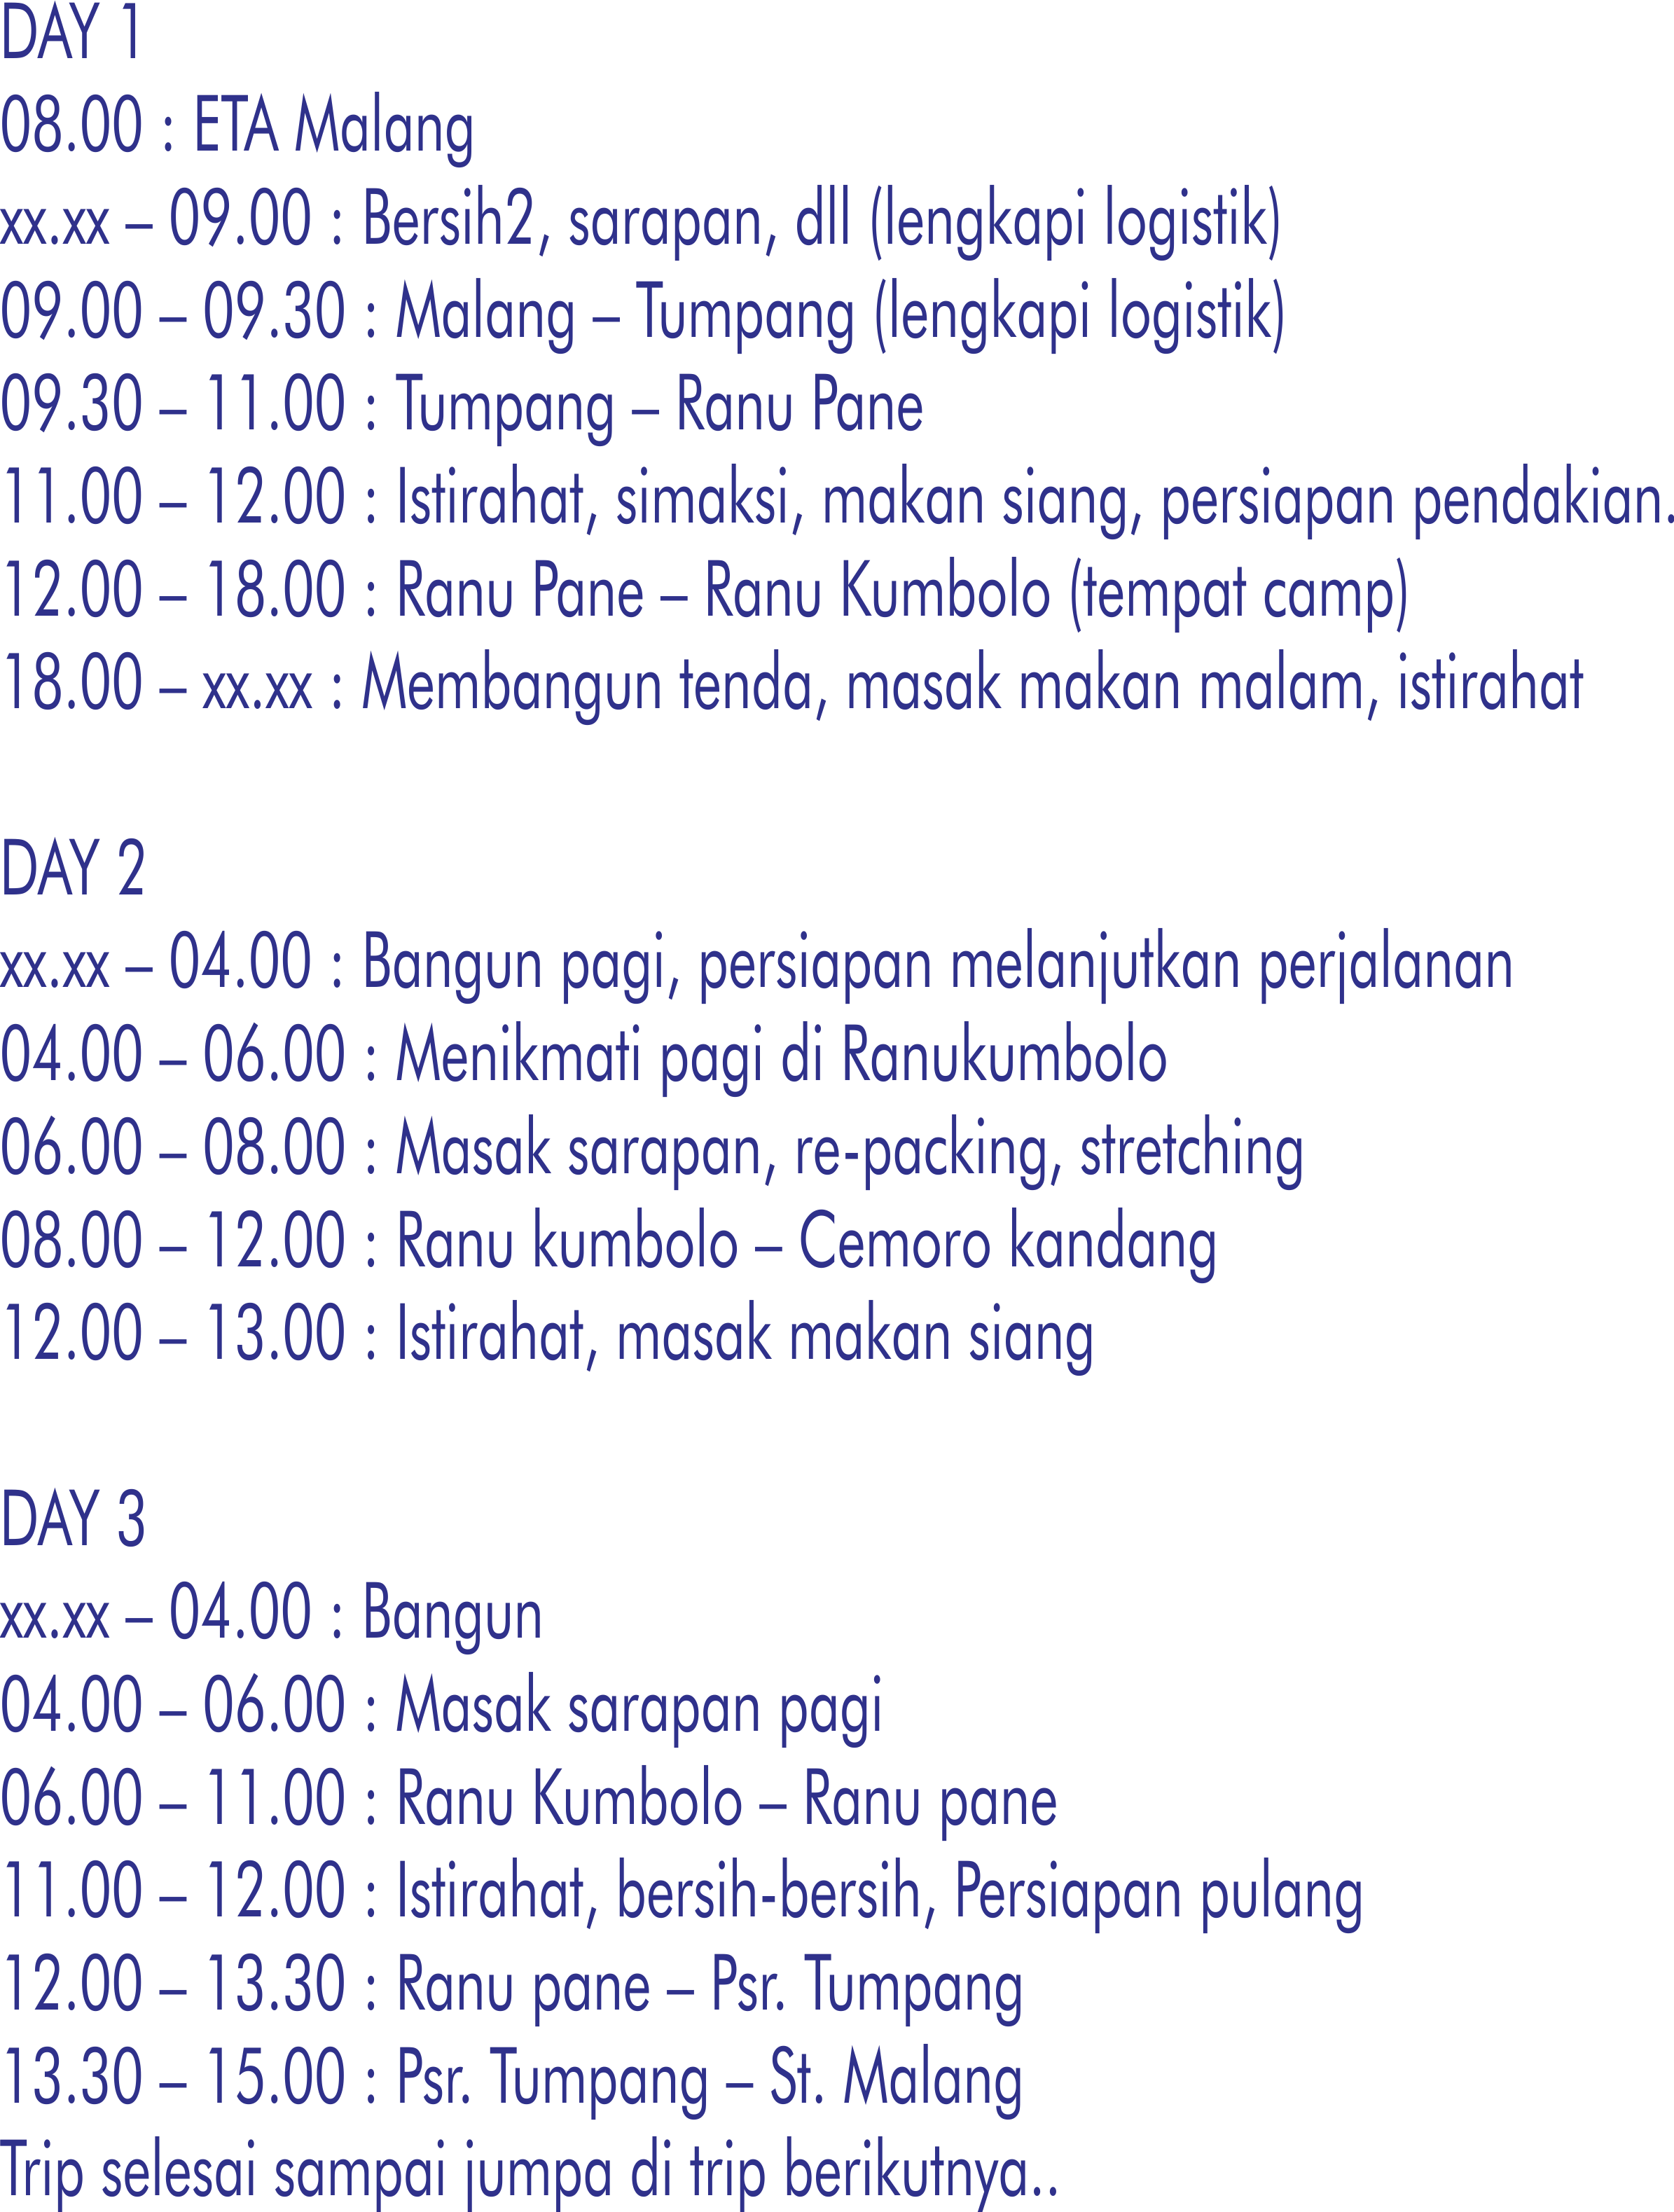 DAY 1
08.00 : ETA Malang
xx.xx – 09.00 : Bersih2, sarapan, dll (lengkapi logistik)
09.00 – 09.30 : Malang – Tumpang (lengkapi logistik)
09.30 – 11.00 : Tumpang – Ranu Pane
11.00 – 12.00 : Istirahat, simaksi, makan siang, persiapan pendakian.
12.00 – 18.00 : Ranu Pane – Ranu Kumbolo (tempat camp)
18.00 – xx.xx : Membangun tenda, masak makan malam, istirahat
DAY 2
xx.xx – 04.00 : Bangun pagi, persiapan melanjutkan perjalanan
04.00 – 06.00 : Menikmati pagi di Ranukumbolo
06.00 – 08.00 : Masak sarapan, re-packing, stretching
08.00 – 12.00 : Ranu kumbolo – Cemoro kandang
12.00 – 13.00 : Istirahat, masak makan siang
DAY 3
xx.xx – 04.00 : Bangun
04.00 – 06.00 : Masak sarapan pagi
06.00 – 11.00 : Ranu Kumbolo – Ranu pane
11.00 – 12.00 : Istirahat, bersih-bersih, Persiapan pulang
12.00 – 13.30 : Ranu pane – Psr. Tumpang
13.30 – 15.00 : Psr. Tumpang – St. Malang
Trip selesai sampai jumpa di trip berikutnya..